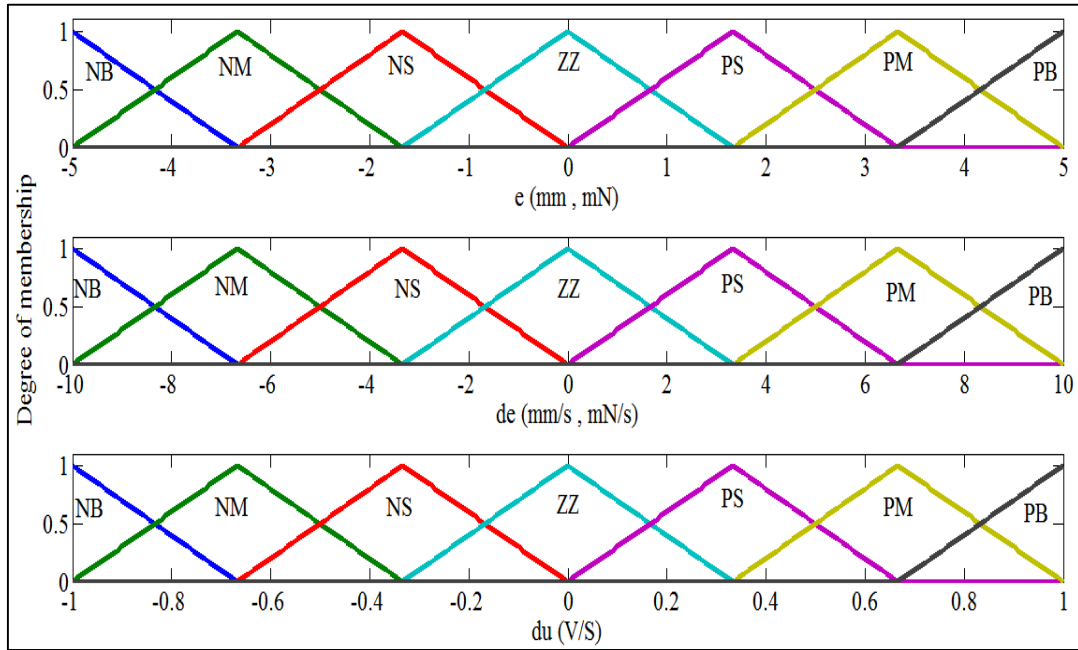 Degree of membership
1
0.5
0
NB NM NS ZZ PS PM PB
-5 -4 -3 -2 -1 0 1 2 3 4 5
e (mm , mN)
1
0.5
0
NB NM NS ZZ PS PM PB
-10 -8 -6 -4 -2 0 2 4 6 8 10
de (mm/s , mN/s)
1
0.5
0
NB NM NS ZZ PS PM PB
-1 -0.8 -0.6 -0.4 -0.2 0 0.2 0.4 0.6 0.8 1
du (V/S)